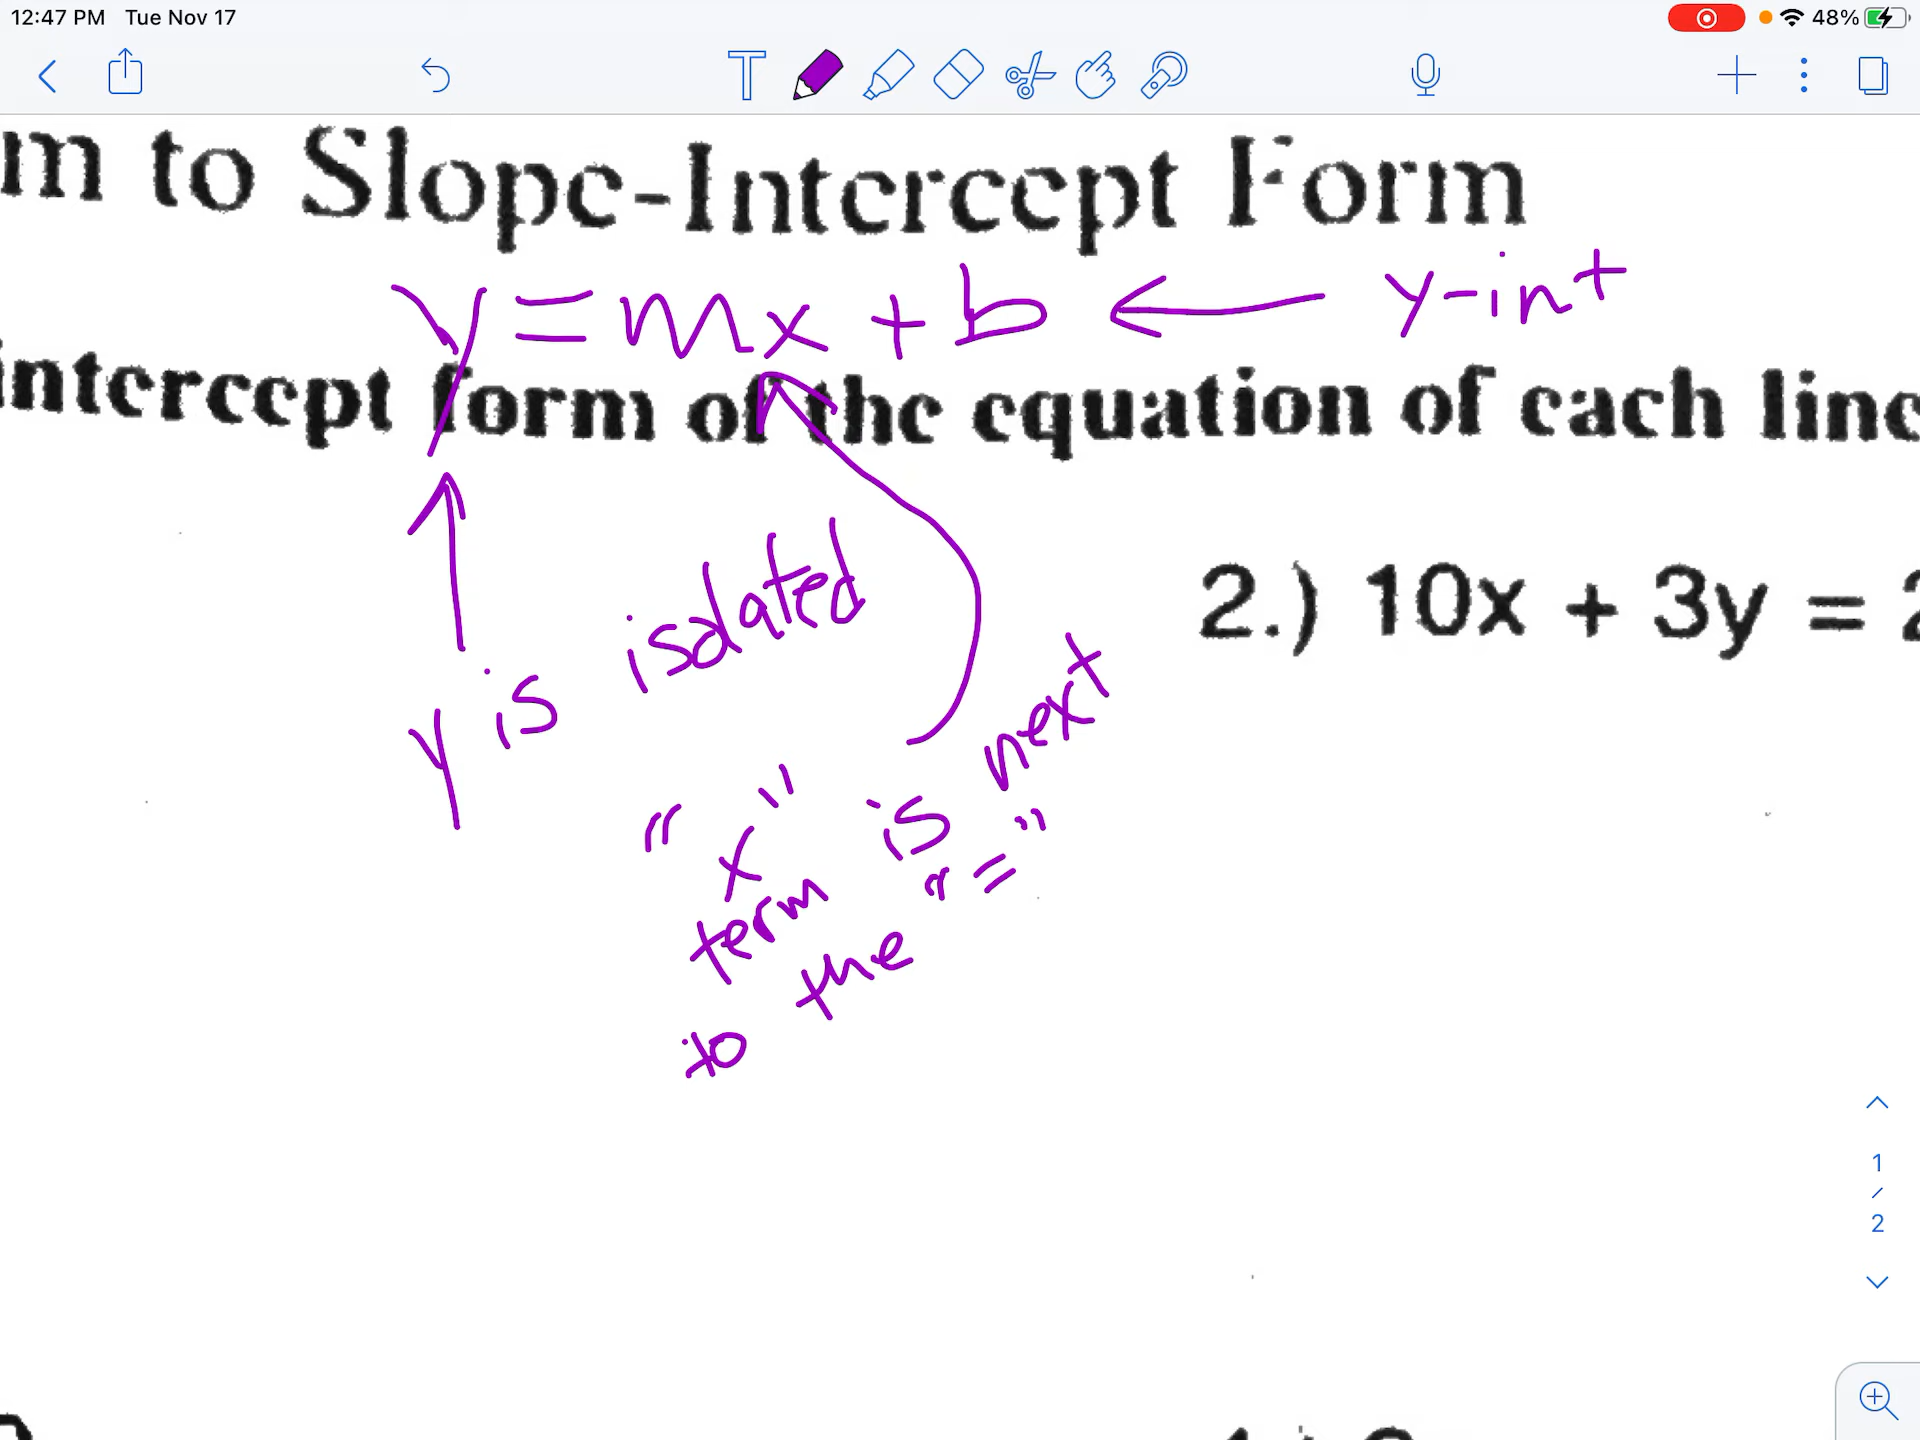 12:47 PM Tue Nov 17
48%
m to Slope-Intercept Form
y = mx + b ← y-int
intercept form of the equation of each line
y is isolated
2.) 10x + 3y = 2
"x" term is next to the "="
1
/
2